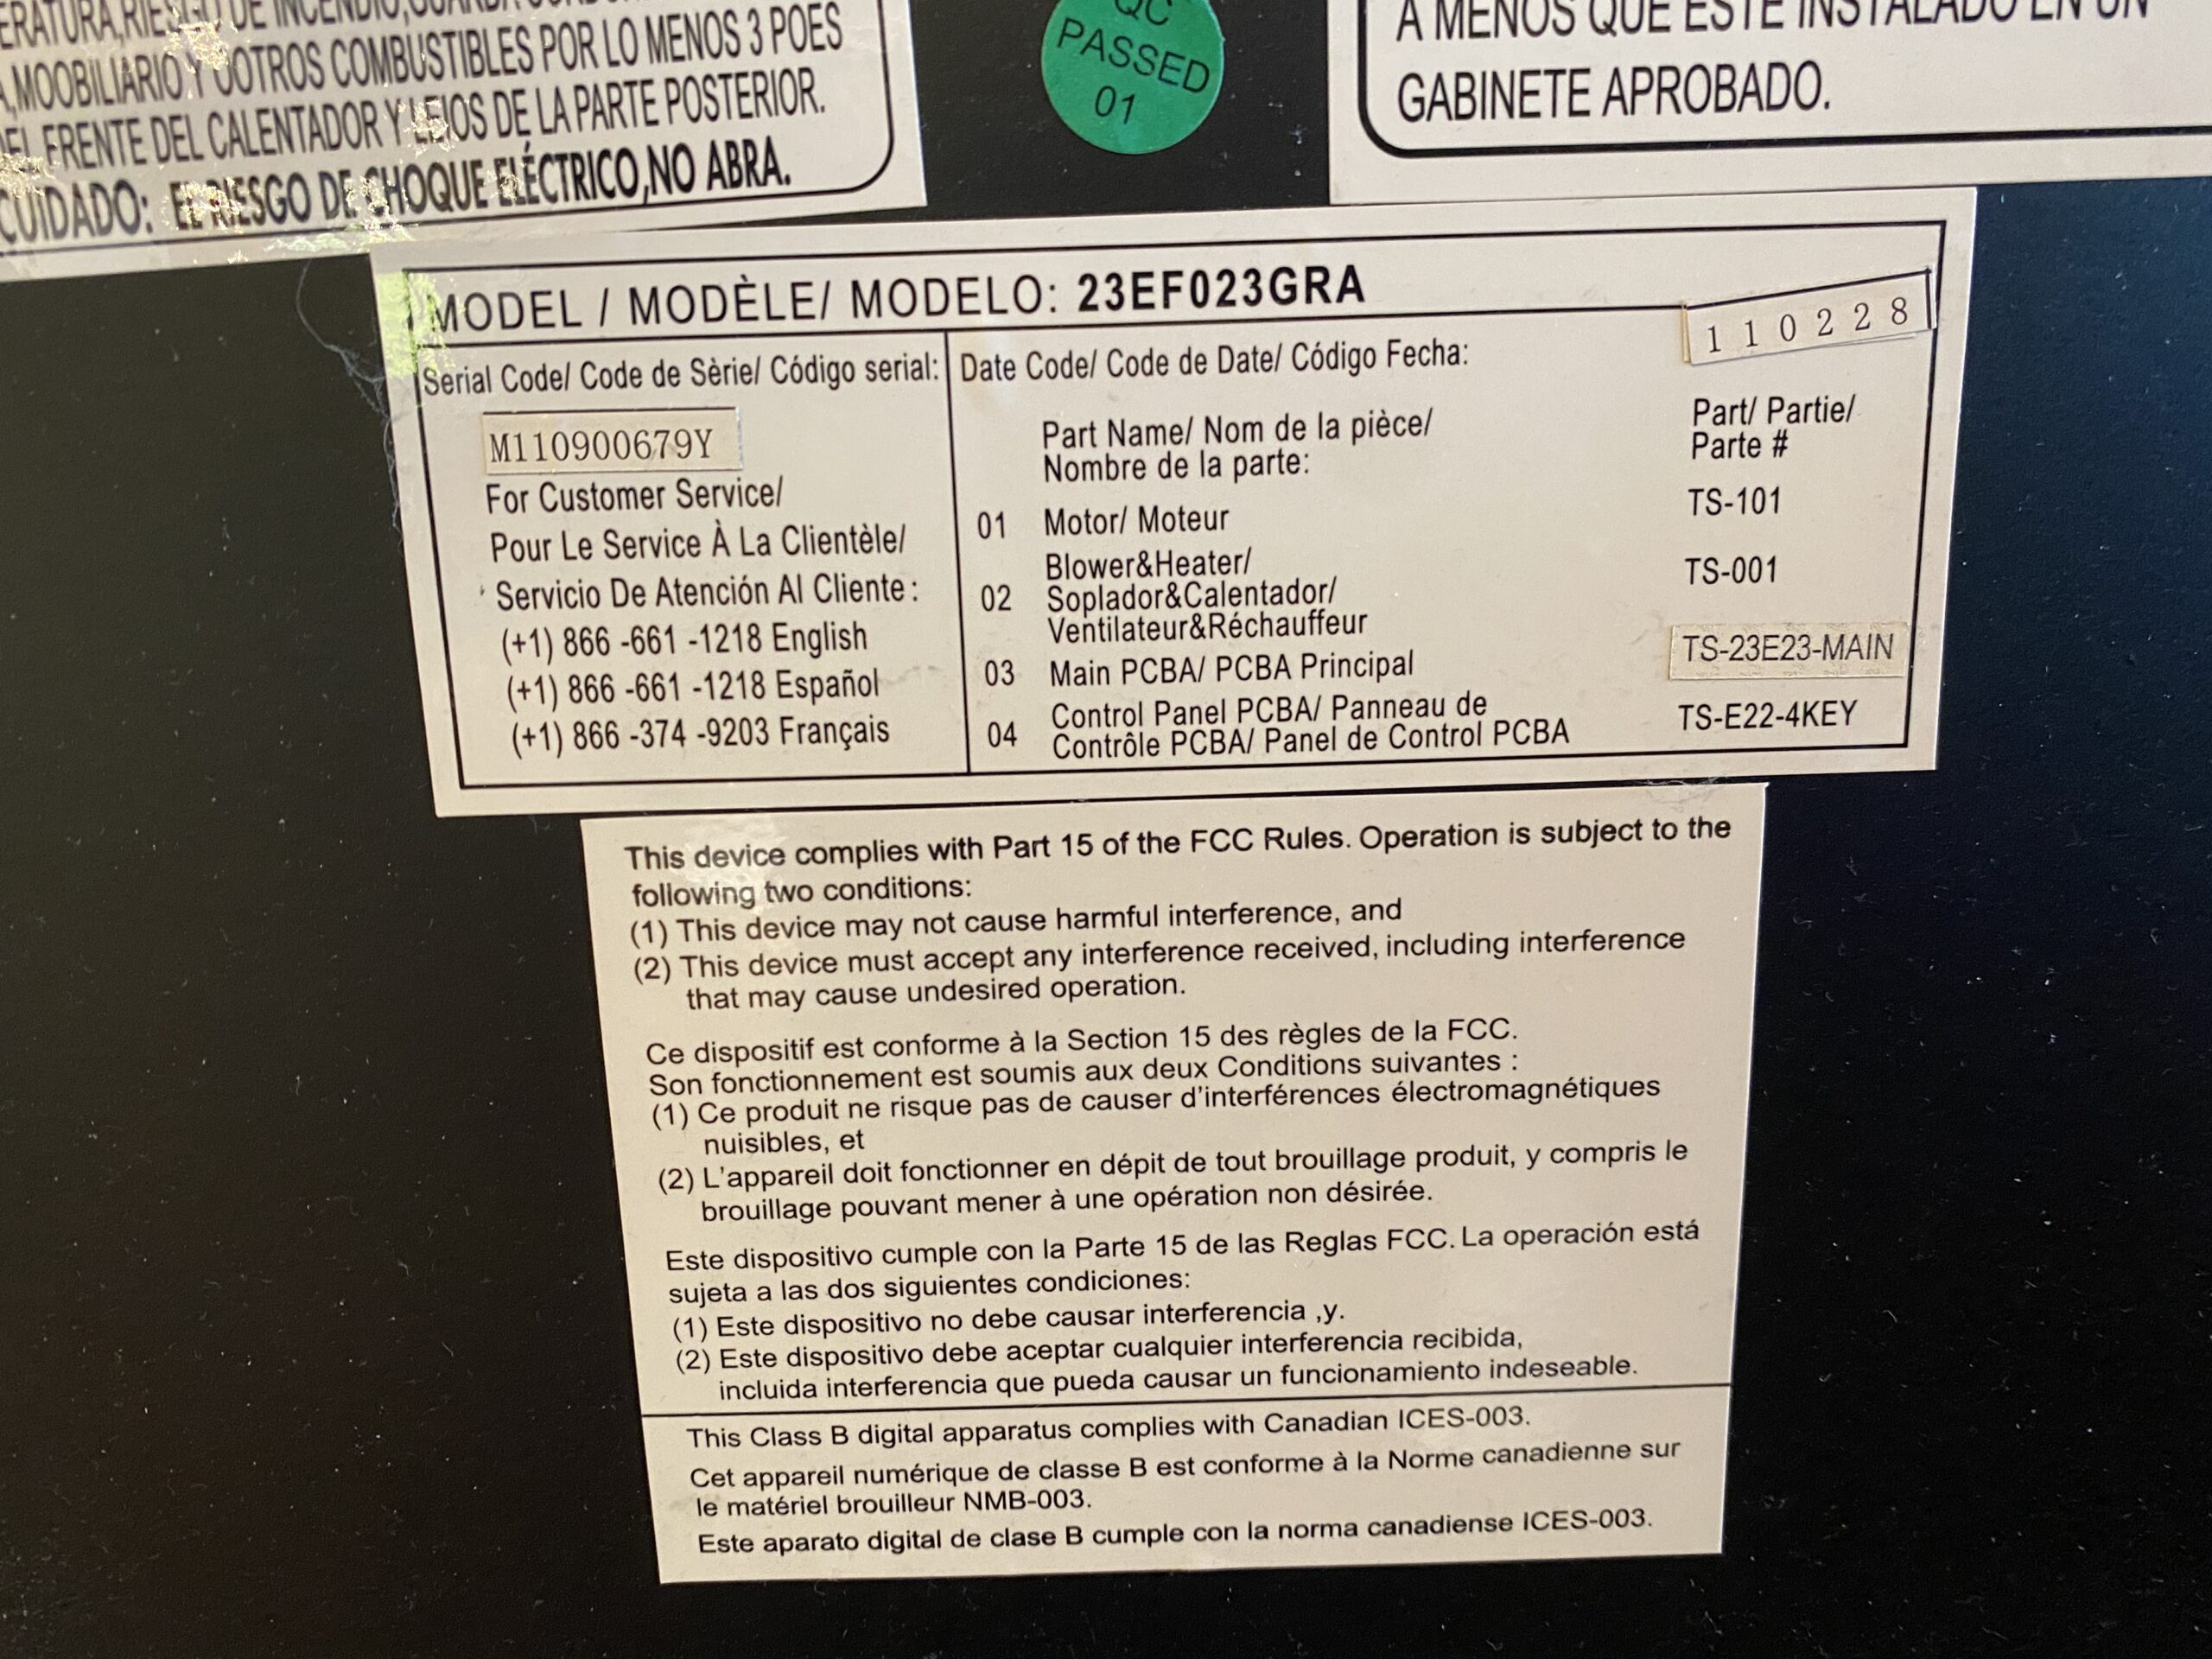 RIESGO DE INCENDIO,
MOOBILIARIO,Y OOTROS COMBUSTIBLES POR LO MENOS 3 POES
FRENTE DEL CALENTADOR Y LEJOS DE LA PARTE POSTERIOR.
CUIDADO: EL RIESGO DE CHOQUE ELÉCTRICO,NO ABRA.
QC
PASSED
01
A MENOS QUE ESTE INSTALADO EN UN
GABINETE APROBADO.
MODEL / MODÈLE/ MODELO: 23EF023GRA
Serial Code/ Code de Sèrie/ Código serial:
M110900679Y
For Customer Service/
Pour Le Service À La Clientèle/
Servicio De Atención Al Cliente :
(+1) 866 -661 -1218 English
(+1) 866 -661 -1218 Español
(+1) 866 -374 -9203 Français
Date Code/ Code de Date/ Código Fecha: 110228
Part Name/ Nom de la pièce/
Nombre de la parte:
Part/ Partie/
Parte #
01 Motor/ Moteur TS-101
Blower&Heater/
02 Soplador&Calentador/ TS-001
Ventilateur&Réchauffeur
03 Main PCBA/ PCBA Principal TS-23E23-MAIN
04 Control Panel PCBA/ Panneau de TS-E22-4KEY
Contrôle PCBA/ Panel de Control PCBA
This device complies with Part 15 of the FCC Rules. Operation is subject to the
following two conditions:
(1) This device may not cause harmful interference, and
(2) This device must accept any interference received, including interference
that may cause undesired operation.
Ce dispositif est conforme à la Section 15 des règles de la FCC.
Son fonctionnement est soumis aux deux Conditions suivantes :
(1) Ce produit ne risque pas de causer d'interférences électromagnétiques
nuisibles, et
(2) L'appareil doit fonctionner en dépit de tout brouillage produit, y compris le
brouillage pouvant mener à une opération non désirée.
Este dispositivo cumple con la Parte 15 de las Reglas FCC. La operación está
sujeta a las dos siguientes condiciones:
(1) Este dispositivo no debe causar interferencia ,y.
(2) Este dispositivo debe aceptar cualquier interferencia recibida,
incluida interferencia que pueda causar un funcionamiento indeseable.
This Class B digital apparatus complies with Canadian ICES-003.
Cet appareil numérique de classe B est conforme à la Norme canadienne sur
le matériel brouilleur NMB-003.
Este aparato digital de clase B cumple con la norma canadiense ICES-003.